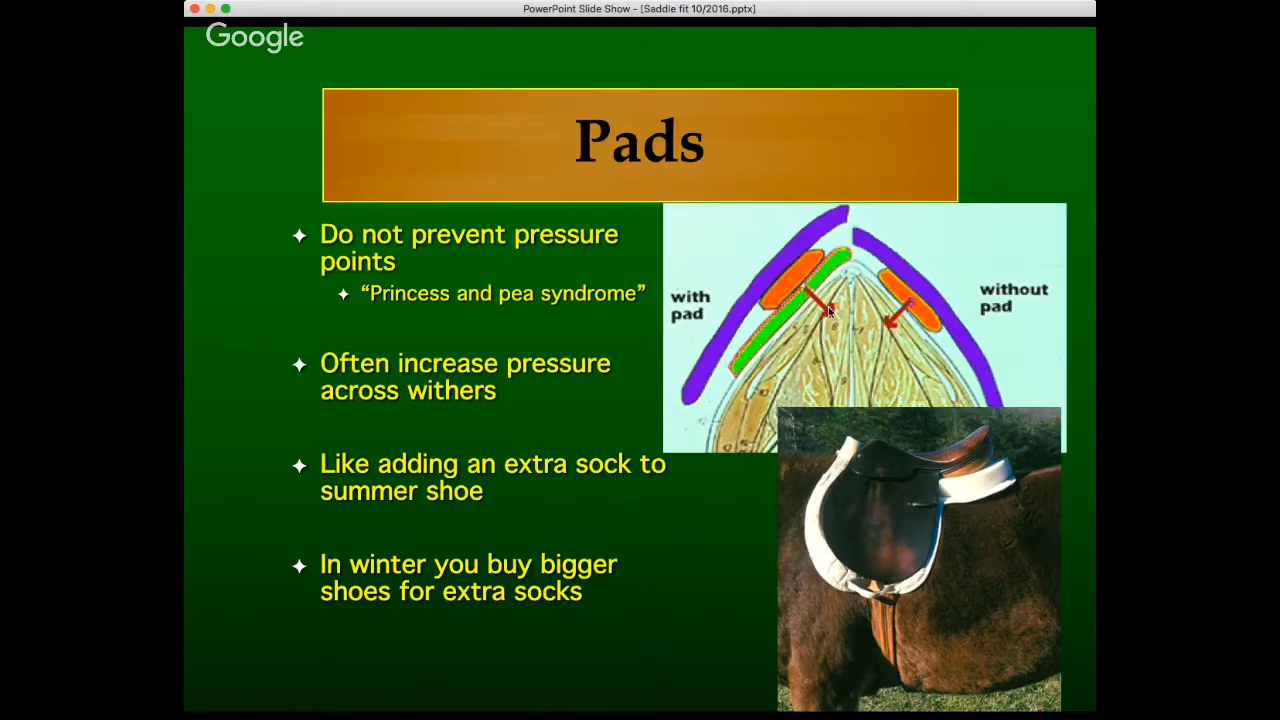 PowerPoint Slide Show - [Saddle fit 10/2016.pptx]
Google
Pads
Do not prevent pressure
points
“Princess and pea syndrome”
Often increase pressure
across withers
Like adding an extra sock to
summer shoe
In winter you buy bigger
shoes for extra socks
with
pad
without
pad